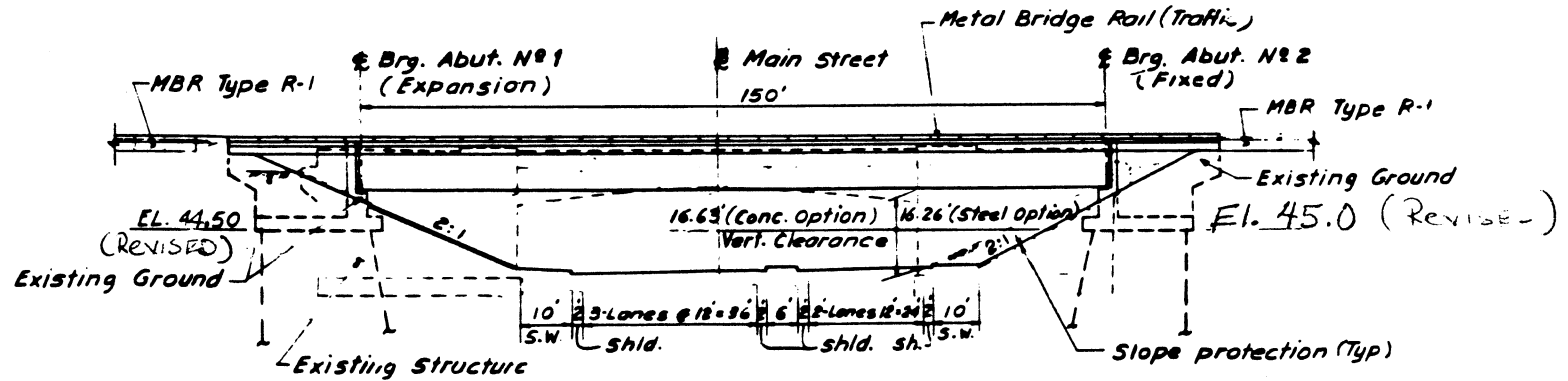 Metal Bridge Rail (Traffic)
℄ Brg. Abut. Nº 1
(Expansion)
Main Street
℄ Brg. Abut. Nº 2
(Fixed)
MBR Type R-1
150'
MBR Type R-1
Existing Ground
EL. 44.50
(REVISED)
2:1
16.63' (Conc. Option)
16.26' (Steel Option)
Vert. Clearance
2:1
El. 45.0 (REVISED)
Existing Ground
10' 2' 3-Lanes @ 12' = 36' 2' 6' 2' 2-Lanes 12' = 24' 2' 10'
S.W. Shld. Shld. Sh. S.W.
Existing Structure
Slope protection (Typ)